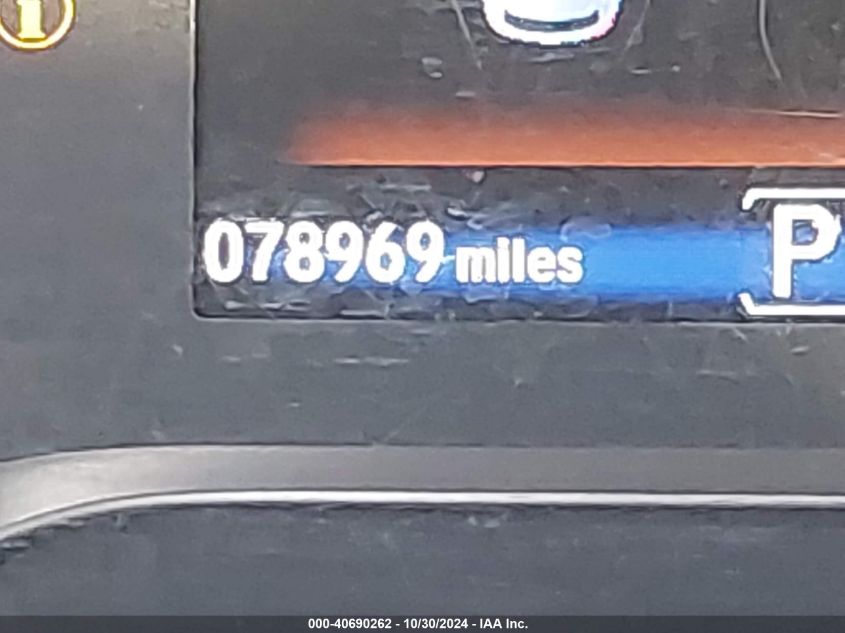 i
078969 miles
P
000-40690262 - 10/30/2024 - IAA Inc.